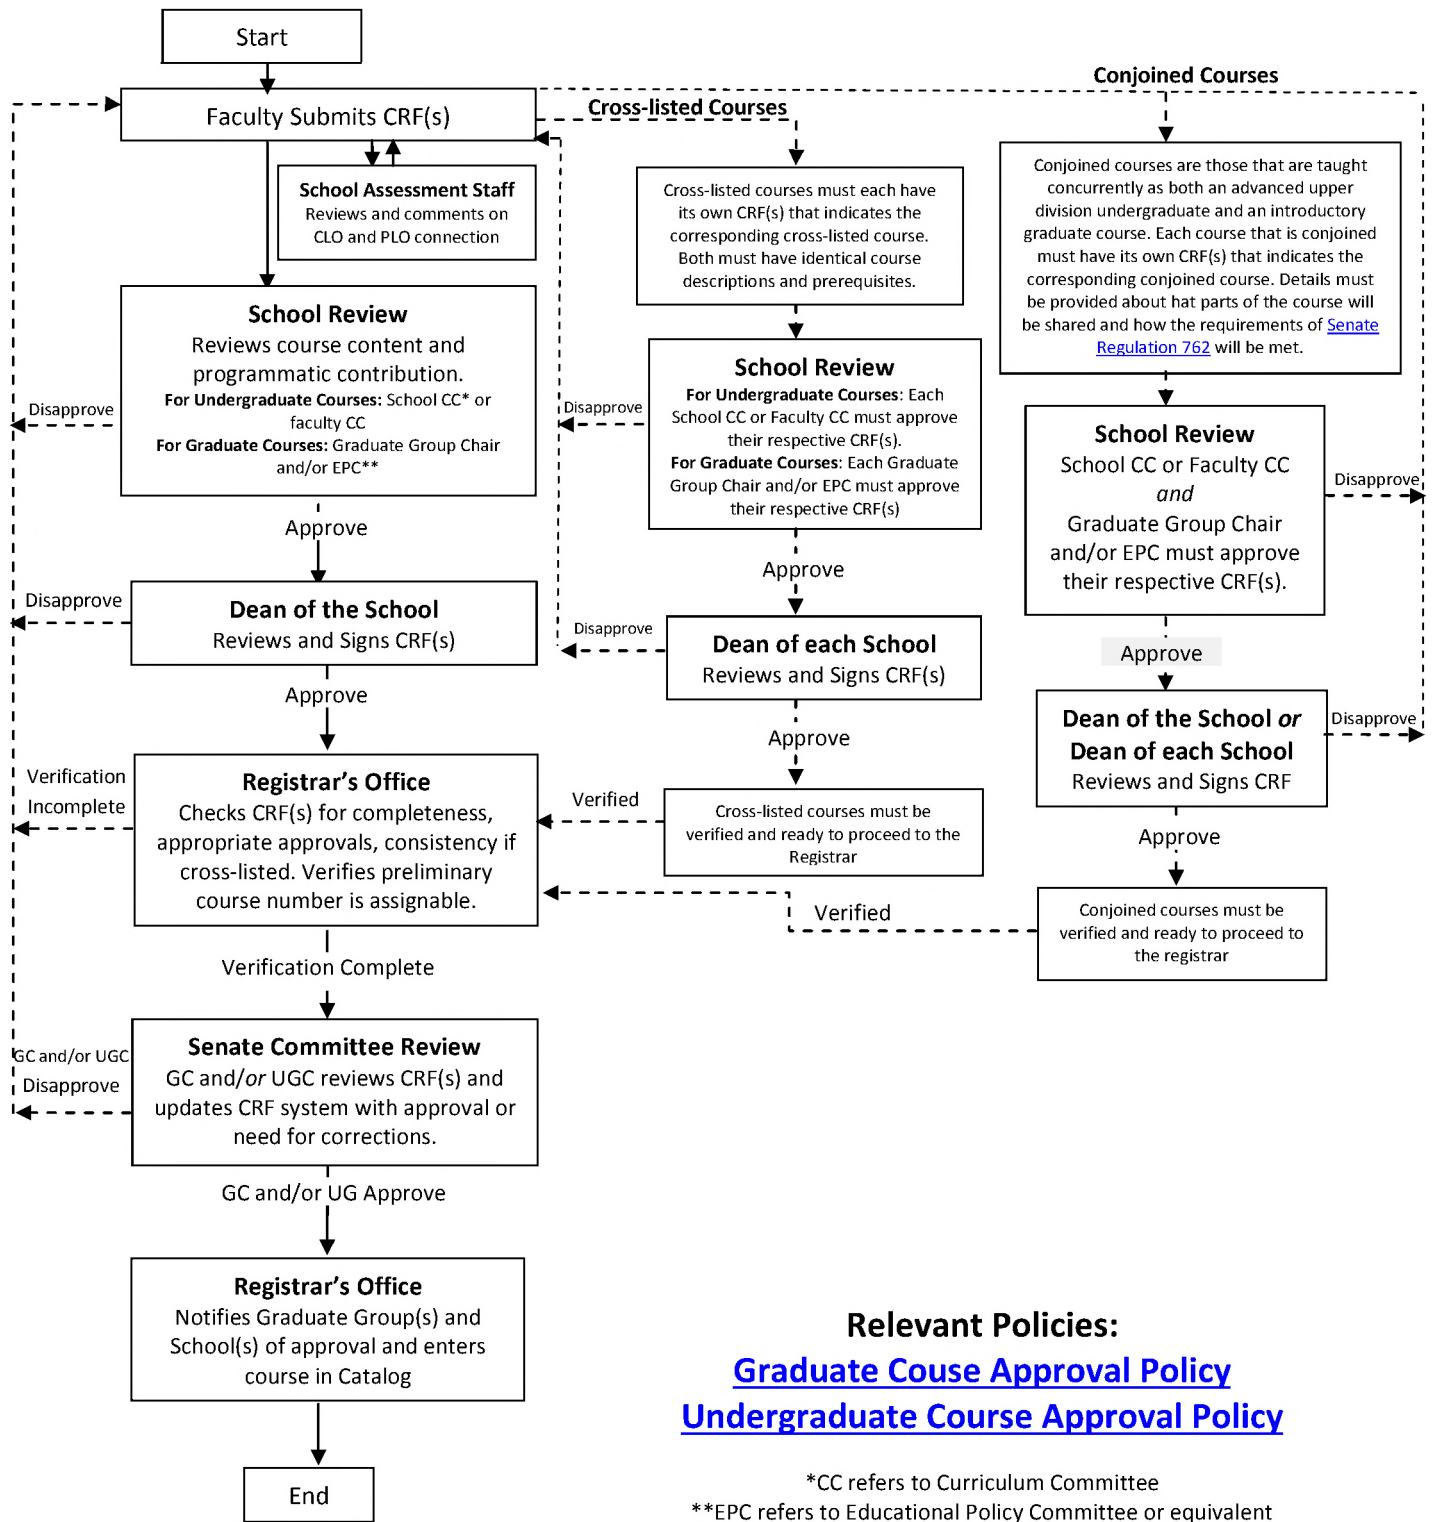 Start
Faculty Submits CRF(s)
Cross-listed Courses
Conjoined Courses
School Assessment Staff
Reviews and comments on
CLO and PLO connection
School Review
Reviews course content and
programmatic contribution.
For Undergraduate Courses: School CC* or
faculty CC
For Graduate Courses: Graduate Group Chair
and/or EPC**
Disapprove
Approve
Dean of the School
Reviews and Signs CRF(s)
Disapprove
Approve
Registrar’s Office
Checks CRF(s) for completeness,
appropriate approvals, consistency if
cross-listed. Verifies preliminary
course number is assignable.
Verification
Incomplete
Verification Complete
Senate Committee Review
GC and/or UGC reviews CRF(s) and
updates CRF system with approval or
need for corrections.
GC and/or UGC
Disapprove
GC and/or UG Approve
Registrar’s Office
Notifies Graduate Group(s) and
School(s) of approval and enters
course in Catalog
End
Cross-listed courses must each have
its own CRF(s) that indicates the
corresponding cross-listed course.
Both must have identical course
descriptions and prerequisites.
School Review
For Undergraduate Courses: Each
School CC or Faculty CC must approve
their respective CRF(s).
For Graduate Courses: Each Graduate
Group Chair and/or EPC must approve
their respective CRF(s)
Disapprove
Approve
Dean of each School
Reviews and Signs CRF(s)
Disapprove
Approve
Cross-listed courses must be
verified and ready to proceed to the
Registrar
Verified
Conjoined courses are those that are taught
concurrently as both an advanced upper
division undergraduate and an introductory
graduate course. Each course that is conjoined
must have its own CRF(s) that indicates the
corresponding conjoined course. Details must
be provided about hat parts of the course will
be shared and how the requirements of Senate
Regulation 762 will be met.
School Review
School CC or Faculty CC
and
Graduate Group Chair
and/or EPC must approve
their respective CRF(s).
Disapprove
Approve
Dean of the School or
Dean of each School
Reviews and Signs CRF
Disapprove
Approve
Conjoined courses must be
verified and ready to proceed to
the registrar
Verified
Relevant Policies:
Graduate Couse Approval Policy
Undergraduate Course Approval Policy
*CC refers to Curriculum Committee
**EPC refers to Educational Policy Committee or equivalent